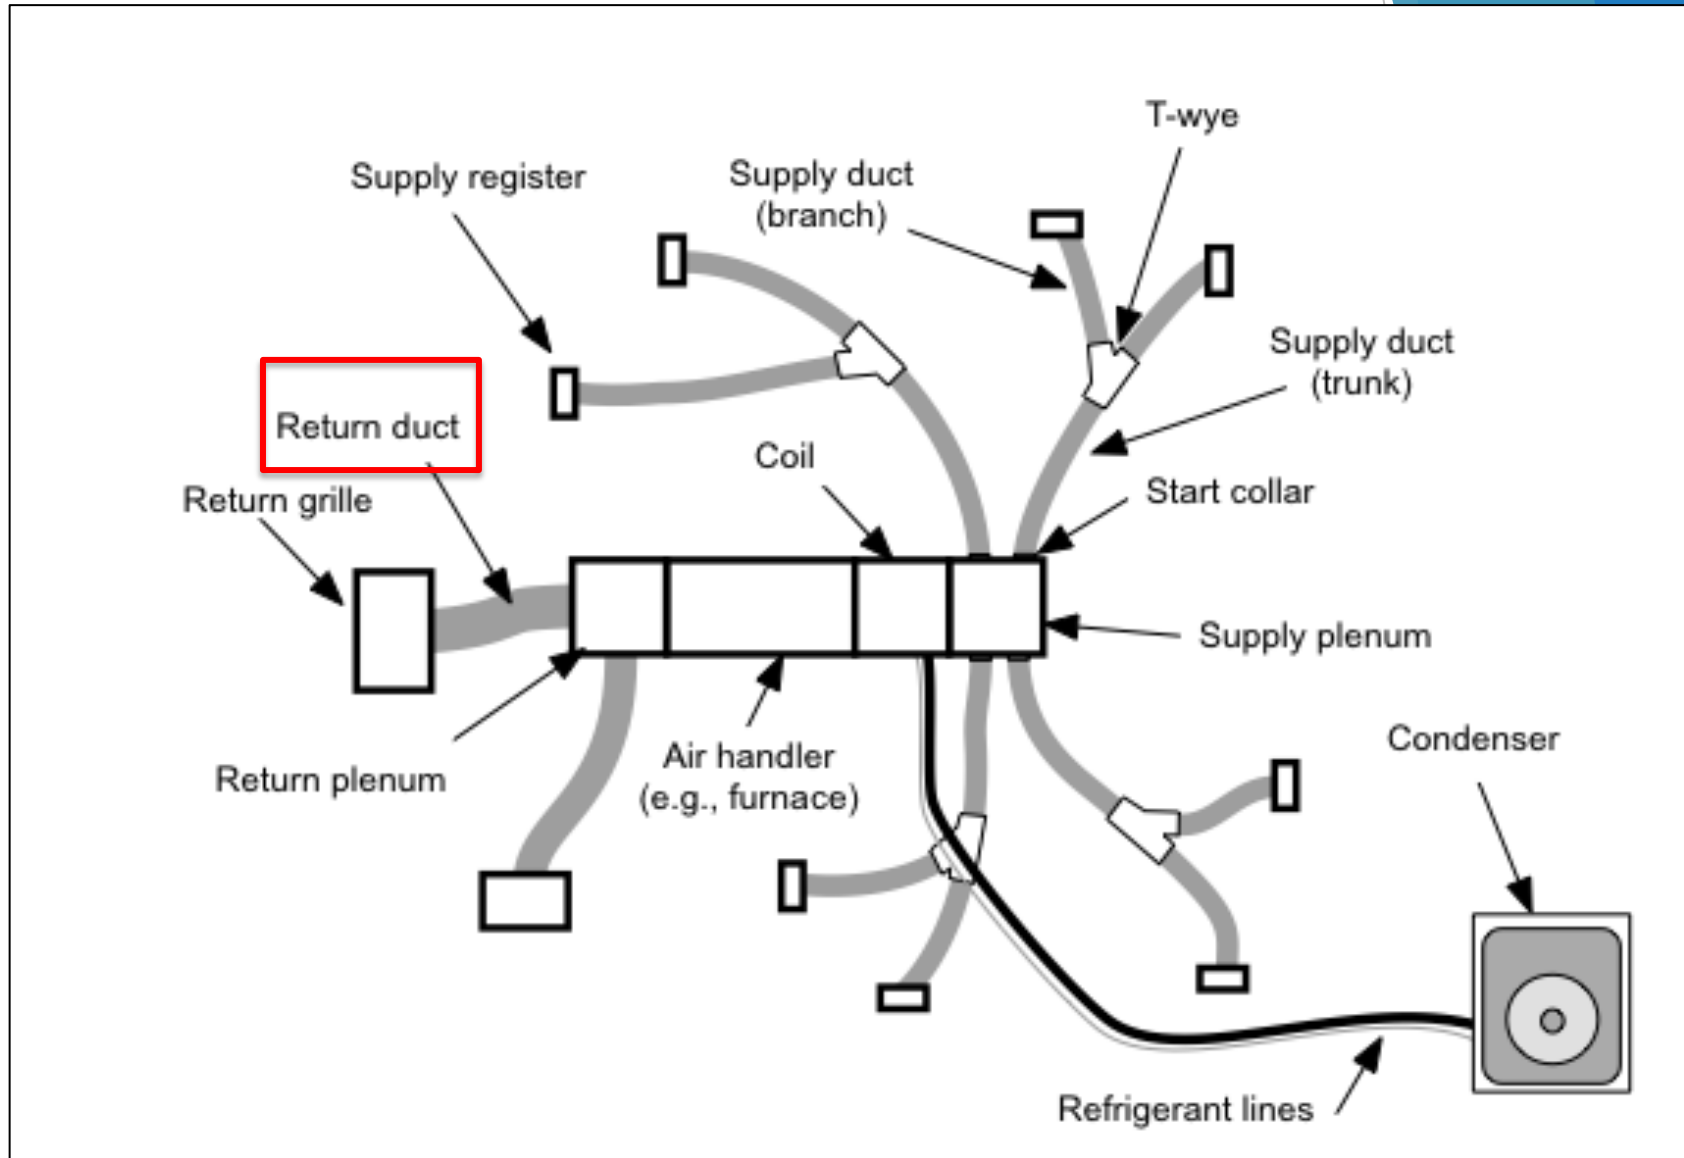 T-wye
Supply register
Supply duct
(branch)
Supply duct
(trunk)
Return duct
Coil
Return grille
Start collar
Supply plenum
Condenser
Air handler
(e.g., furnace)
Return plenum
Refrigerant lines